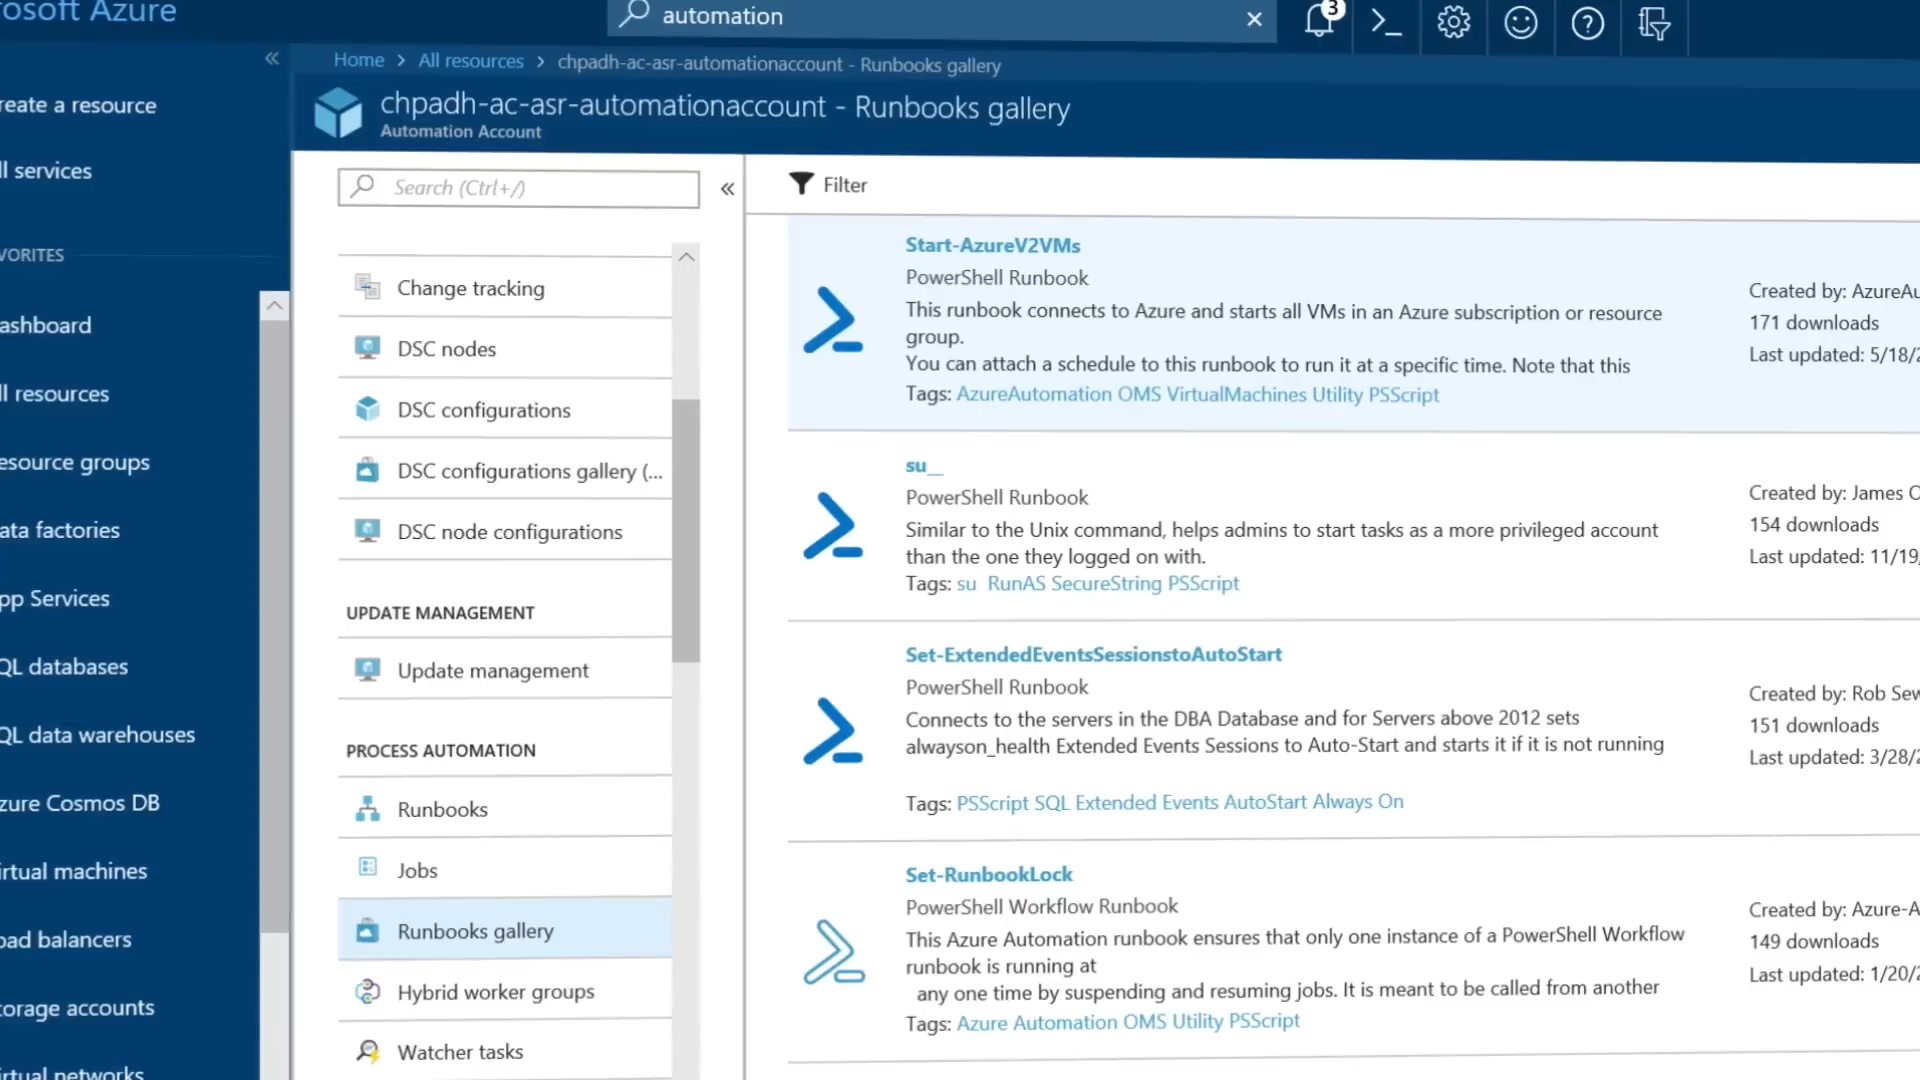 rosoft Azure
automation
3
Home > All resources > chpadh-ac-asr-automationaccount - Runbooks gallery
chpadh-ac-asr-automationaccount - Runbooks gallery
Automation Account
reate a resource
ll services
VORITES
ashboard
ll resources
esource groups
ata factories
pp Services
QL databases
QL data warehouses
zure Cosmos DB
irtual machines
oad balancers
torage accounts
irtual networks
Search (Ctrl+/)
Change tracking
DSC nodes
DSC configurations
DSC configurations gallery (...
DSC node configurations
UPDATE MANAGEMENT
Update management
PROCESS AUTOMATION
Runbooks
Jobs
Runbooks gallery
Hybrid worker groups
Watcher tasks
Filter
Start-AzureV2VMs
PowerShell Runbook
This runbook connects to Azure and starts all VMs in an Azure subscription or resource
group.
You can attach a schedule to this runbook to run it at a specific time. Note that this
Tags: AzureAutomation OMS VirtualMachines Utility PSScript
Created by: AzureAu
171 downloads
Last updated: 5/18/2
su__
PowerShell Runbook
Similar to the Unix command, helps admins to start tasks as a more privileged account
than the one they logged on with.
Tags: su RunAS SecureString PSScript
Created by: James O
154 downloads
Last updated: 11/19/
Set-ExtendedEventsSessionstoAutoStart
PowerShell Runbook
Connects to the servers in the DBA Database and for Servers above 2012 sets
alwayson_health Extended Events Sessions to Auto-Start and starts it if it is not running
Tags: PSScript SQL Extended Events AutoStart Always On
Created by: Rob Sew
151 downloads
Last updated: 3/28/2
Set-RunbookLock
PowerShell Workflow Runbook
This Azure Automation runbook ensures that only one instance of a PowerShell Workflow
runbook is running at
any one time by suspending and resuming jobs. It is meant to be called from another
Tags: Azure Automation OMS Utility PSScript
Created by: Azure-A
149 downloads
Last updated: 1/20/2